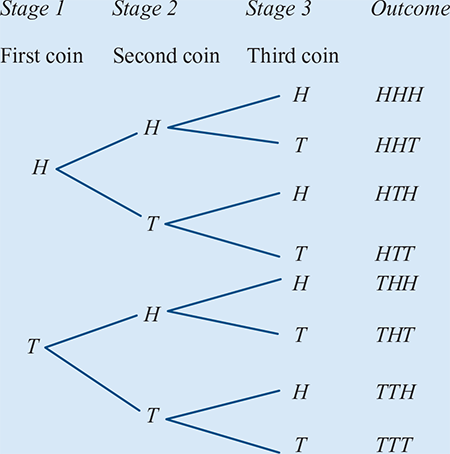 Stage 1 Stage 2 Stage 3 Outcome
First coin Second coin Third coin
H HHH
H
T HHT
H
H HTH
T
T HTT
H THH
H
T THT
T
H TTH
T
T TTT